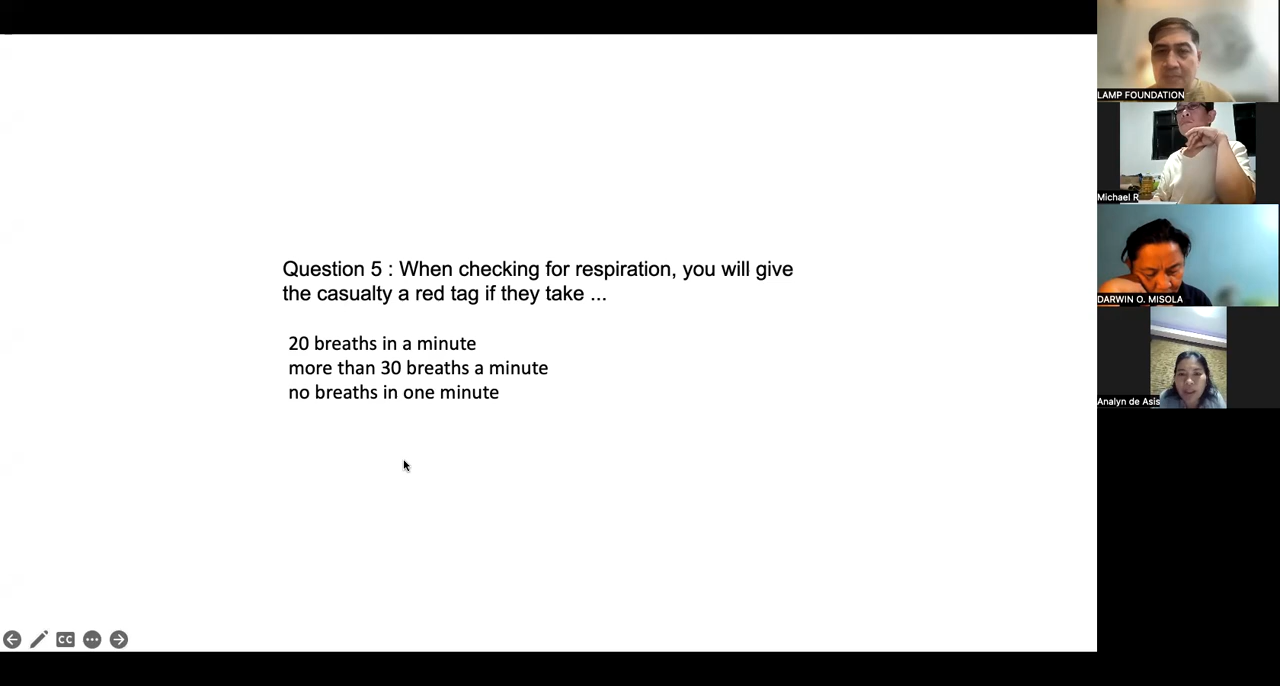 Question 5 : When checking for respiration, you will give
the casualty a red tag if they take ...
20 breaths in a minute
more than 30 breaths a minute
no breaths in one minute
LAMP FOUNDATION
Michael R
DARWIN O. MISOLA
Analyn de Asis
CC